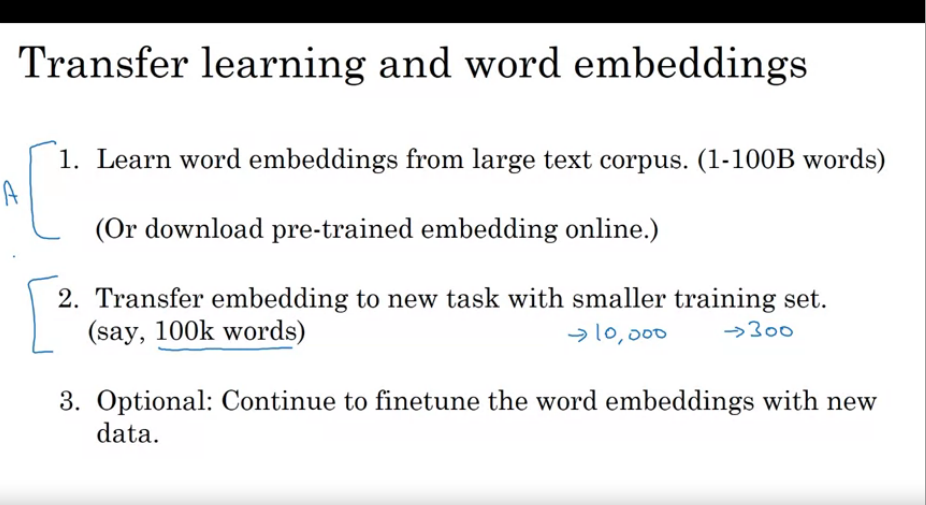 Transfer learning and word embeddings
1. Learn word embeddings from large text corpus. (1-100B words)
A
(Or download pre-trained embedding online.)
2. Transfer embedding to new task with smaller training set.
(say, 100k words) →10,000 →300
3. Optional: Continue to finetune the word embeddings with new
data.